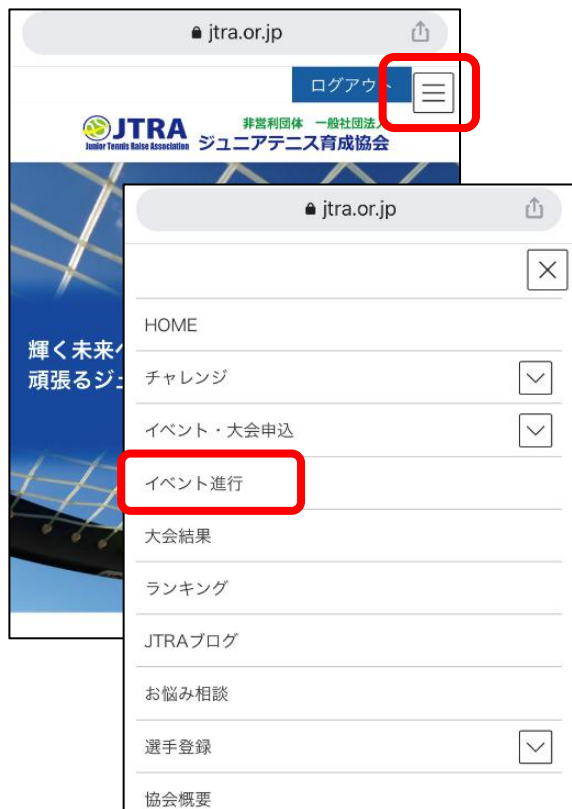 jtra.or.jp
ログアウ
JTRA
Junior Tennis Raise Association
非営利団体 一般社団法人
ジュニアテニス育成協会
輝く未来へ
頑張るジュ
jtra.or.jp
HOME
チャレンジ
イベント・大会申込
イベント進行
大会結果
ランキング
JTRAブログ
お悩み相談
選手登録
協会概要